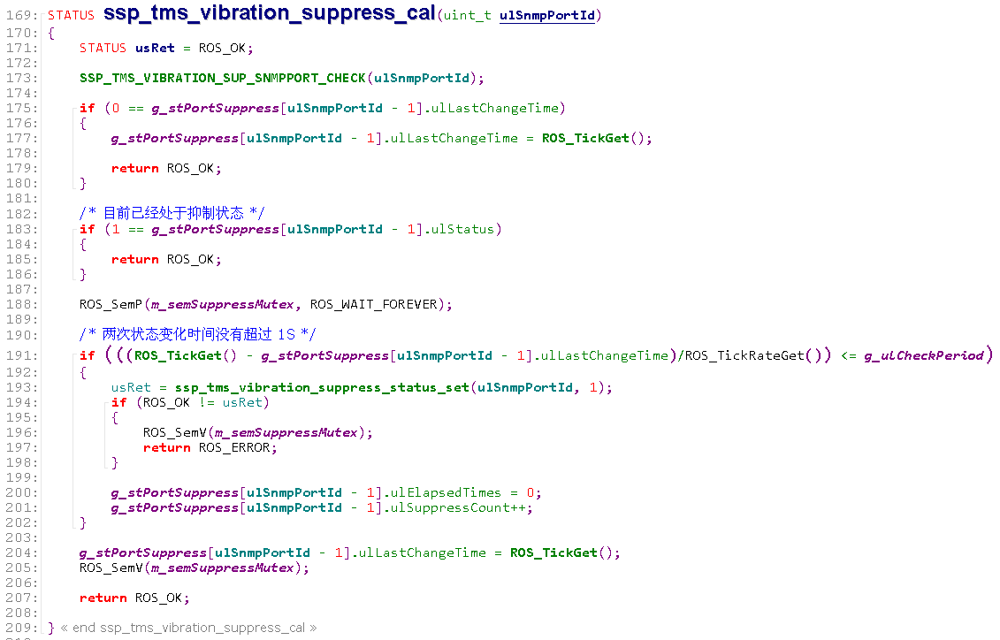 169: STATUS ssp_tms_vibration_suppress_cal(uint_t ulSnmpPortId)
170: {
171:     STATUS usRet = ROS_OK;
172:
173:     SSP_TMS_VIBRATION_SUP_SNMPPORT_CHECK(ulSnmpPortId);
174:
175:     if (0 == g_stPortSuppress[ulSnmpPortId - 1].ulLastChangeTime)
176:     {
177:         g_stPortSuppress[ulSnmpPortId - 1].ulLastChangeTime = ROS_TickGet();
178:
179:         return ROS_OK;
180:     }
181:
182:     /* 目前已经处于抑制状态 */
183:     if (1 == g_stPortSuppress[ulSnmpPortId - 1].ulStatus)
184:     {
185:         return ROS_OK;
186:     }
187:
188:     ROS_SemP(m_semSuppressMutex, ROS_WAIT_FOREVER);
189:
190:     /* 两次状态变化时间没有超过 1S */
191:     if (((ROS_TickGet() - g_stPortSuppress[ulSnmpPortId - 1].ulLastChangeTime)/ROS_TickRateGet()) <= g_ulCheckPeriod)
192:     {
193:         usRet = ssp_tms_vibration_suppress_status_set(ulSnmpPortId, 1);
194:         if (ROS_OK != usRet)
195:         {
196:             ROS_SemV(m_semSuppressMutex);
197:             return ROS_ERROR;
198:         }
199:
200:         g_stPortSuppress[ulSnmpPortId - 1].ulElapsedTimes = 0;
201:         g_stPortSuppress[ulSnmpPortId - 1].ulSuppressCount++;
202:     }
203:
204:     g_stPortSuppress[ulSnmpPortId - 1].ulLastChangeTime = ROS_TickGet();
205:     ROS_SemV(m_semSuppressMutex);
206:
207:     return ROS_OK;
208:
209: } « end ssp_tms_vibration_suppress_cal »